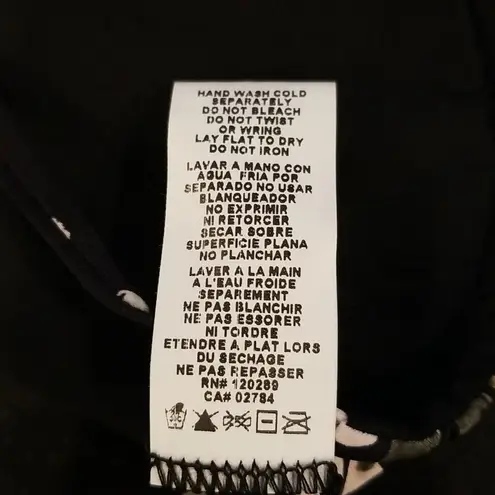 HAND WASH COLD
SEPARATELY
DO NOT BLEACH
DO NOT TWIST
OR WRING
LAY FLAT TO DRY
DO NOT IRON
LAVAR A MANO CON
AGUA FRIA POR
SEPARADO NO USAR
BLANQUEADOR
NO EXPRIMIR
NI RETORCER
SECAR SOBRE
SUPERFICIE PLANA
NO PLANCHAR
LAVER A LA MAIN
A L'EAU FROIDE
SEPAREMENT
NE PAS BLANCHIR
NE PAS ESSORER
NI TORDRE
ETENDRE A PLAT LORS
DU SECHAGE
NE PAS REPASSER
RN# 120289
CA# 02784